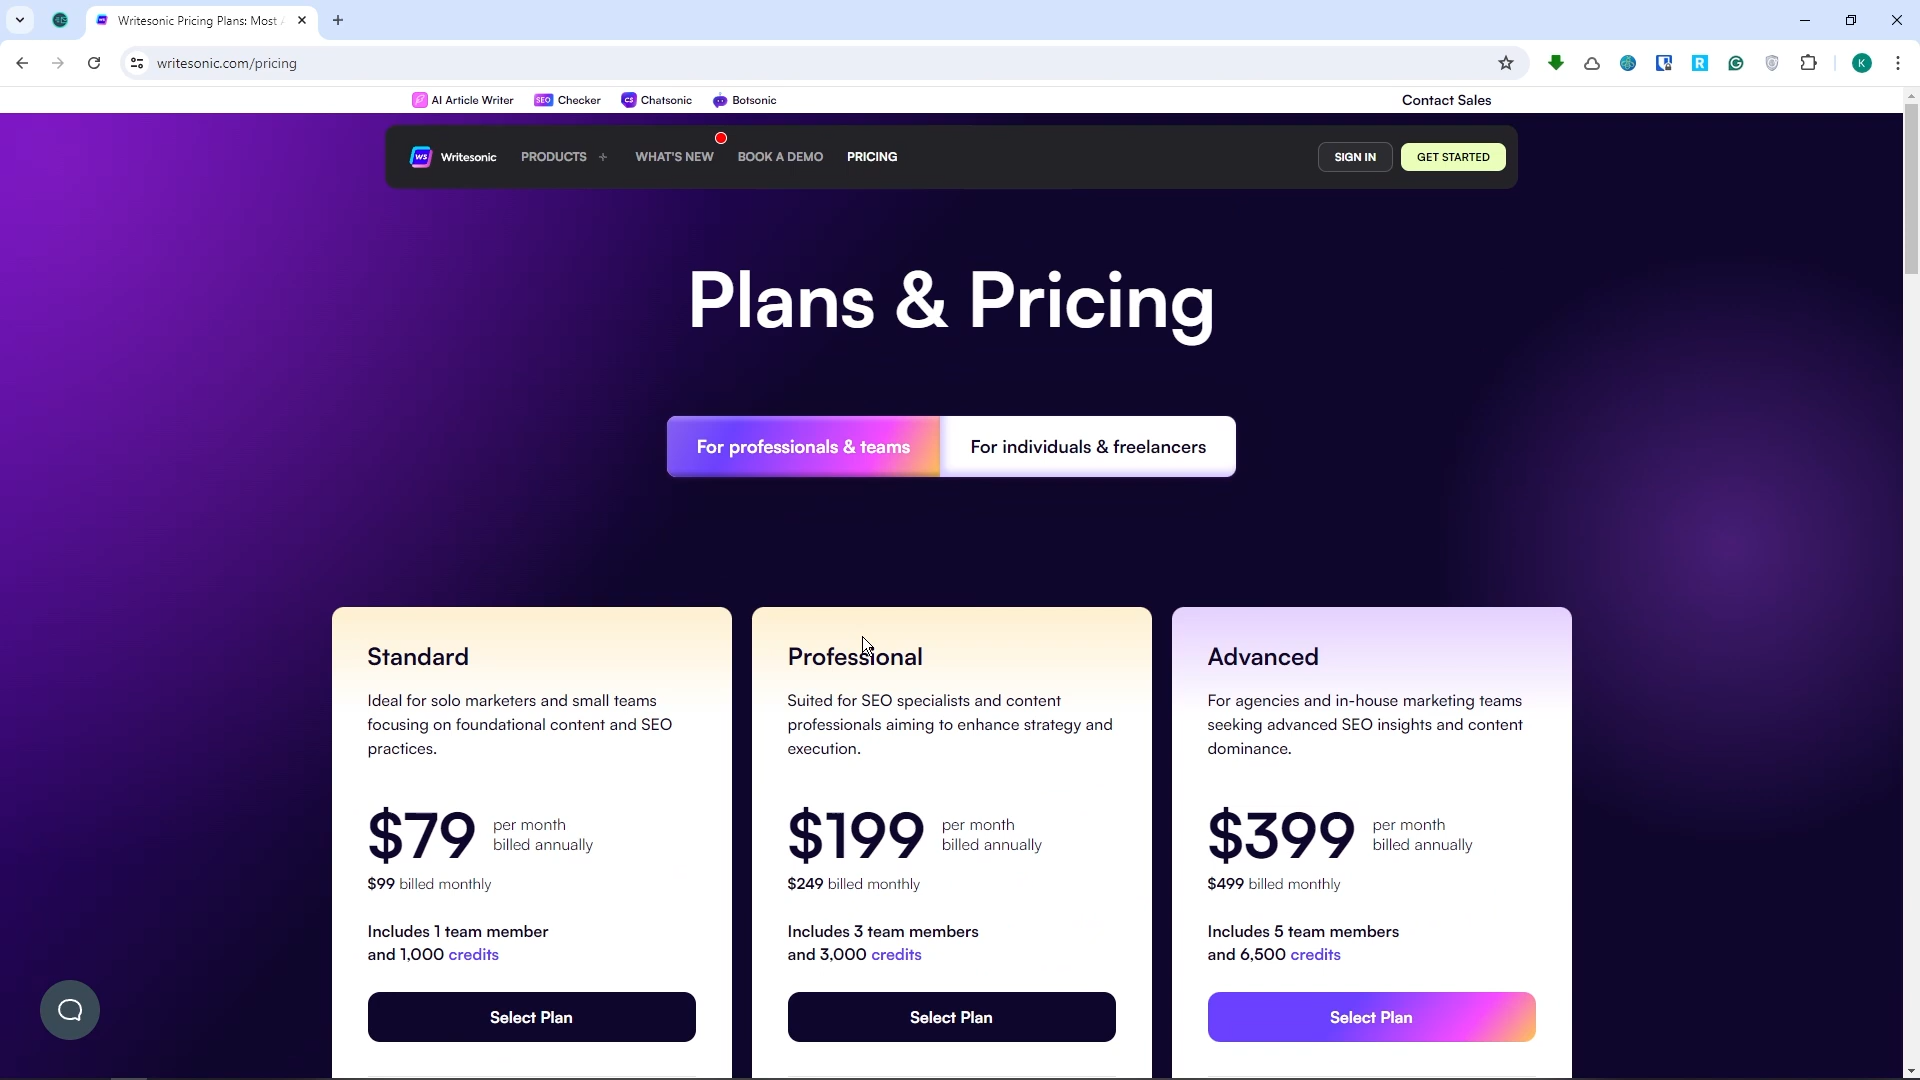 Writesonic Pricing Plans: Most
writesonic.com/pricing
R
K
AI Article Writer
SEO Checker
CS Chatsonic
Botsonic
Contact Sales
WS Writesonic
PRODUCTS +
WHAT'S NEW
BOOK A DEMO
PRICING
SIGN IN
GET STARTED
Plans & Pricing
For professionals & teams
For individuals & freelancers
Standard
Ideal for solo marketers and small teams
focusing on foundational content and SEO
practices.
$79 per month
billed annually
$99 billed monthly
Includes 1 team member
and 1,000 credits
Select Plan
Professional
Suited for SEO specialists and content
professionals aiming to enhance strategy and
execution.
$199 per month
billed annually
$249 billed monthly
Includes 3 team members
and 3,000 credits
Select Plan
Advanced
For agencies and in-house marketing teams
seeking advanced SEO insights and content
dominance.
$399 per month
billed annually
$499 billed monthly
Includes 5 team members
and 6,500 credits
Select Plan